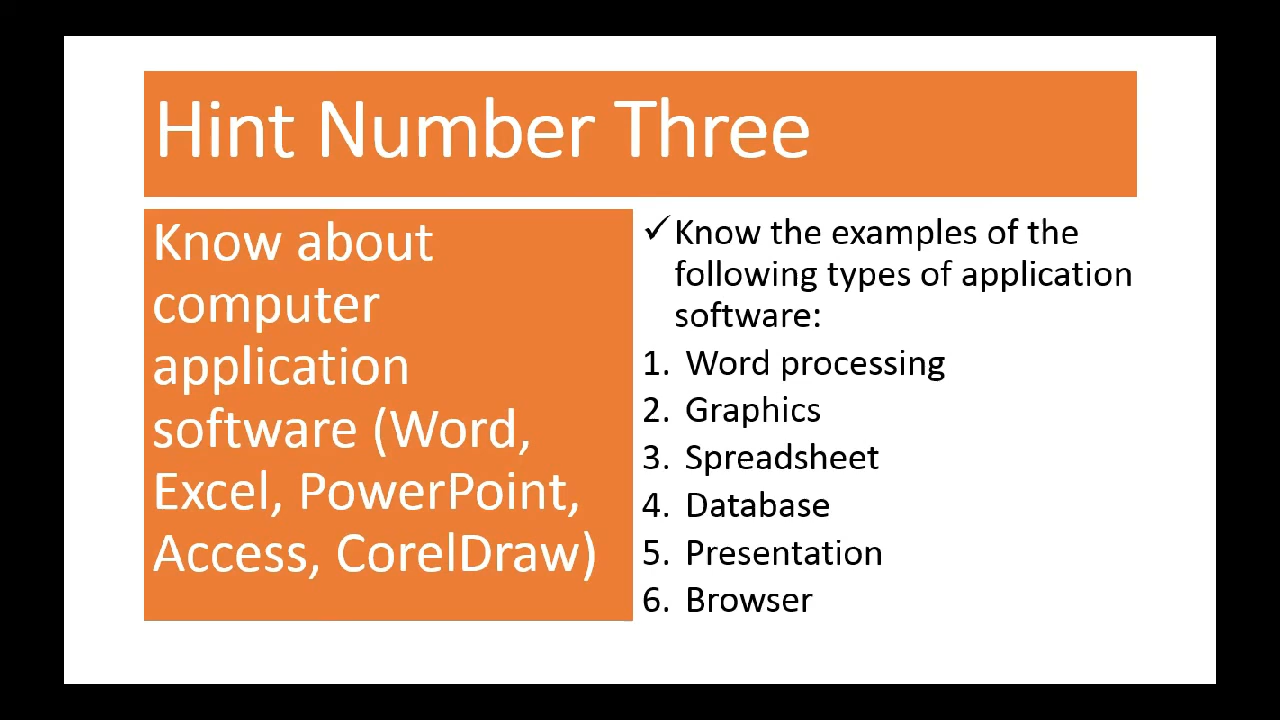 Hint Number Three
Know about
computer
application
software (Word,
Excel, PowerPoint,
Access, CorelDraw)
✓Know the examples of the
following types of application
software:
1. Word processing
2. Graphics
3. Spreadsheet
4. Database
5. Presentation
6. Browser